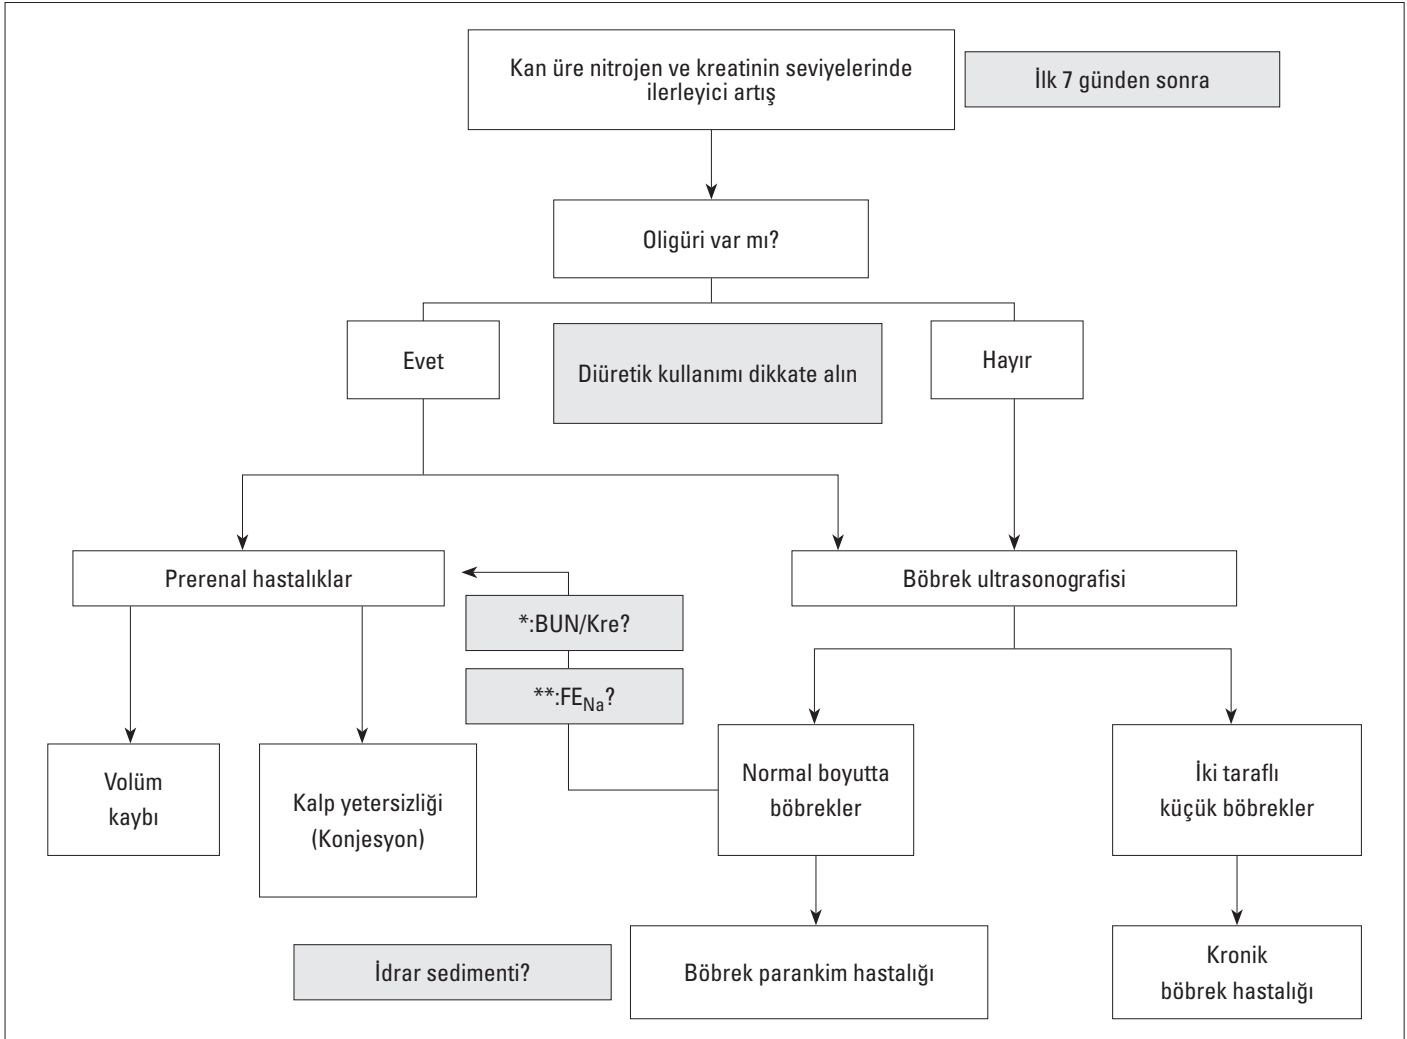 Kan üre nitrojen ve kreatinin seviyelerinde
ilerleyici artış
İlk 7 günden sonra
Oligüri var mı?
Evet
Diüretik kullanımı dikkate alın
Hayır
Prerenal hastalıklar
Böbrek ultrasonografisi
*:BUN/Kre?
**:FENa?
Volüm
kaybı
Kalp yetersizliği
(Konjesyon)
Normal boyutta
böbrekler
İki taraflı
küçük böbrekler
İdrar sedimenti?
Böbrek parankim hastalığı
Kronik
böbrek hastalığı